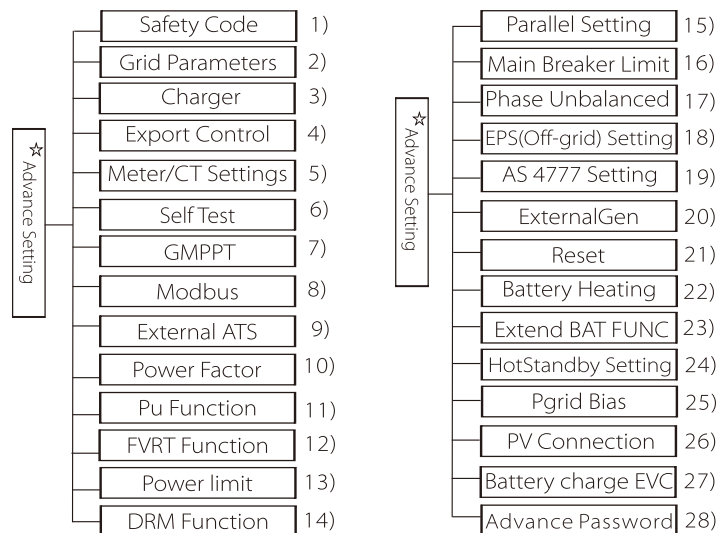 ☆ Advance Setting
Safety Code 1)
Grid Parameters 2)
Charger 3)
Export Control 4)
Meter/CT Settings 5)
Self Test 6)
GMPPT 7)
Modbus 8)
External ATS 9)
Power Factor 10)
Pu Function 11)
FVRT Function 12)
Power limit 13)
DRM Function 14)
☆ Advance Setting
Parallel Setting 15)
Main Breaker Limit 16)
Phase Unbalanced 17)
EPS(Off-grid) Setting 18)
AS 4777 Setting 19)
ExternalGen 20)
Reset 21)
Battery Heating 22)
Extend BAT FUNC 23)
HotStandby Setting 24)
Pgrid Bias 25)
PV Connection 26)
Battery charge EVC 27)
Advance Password 28)